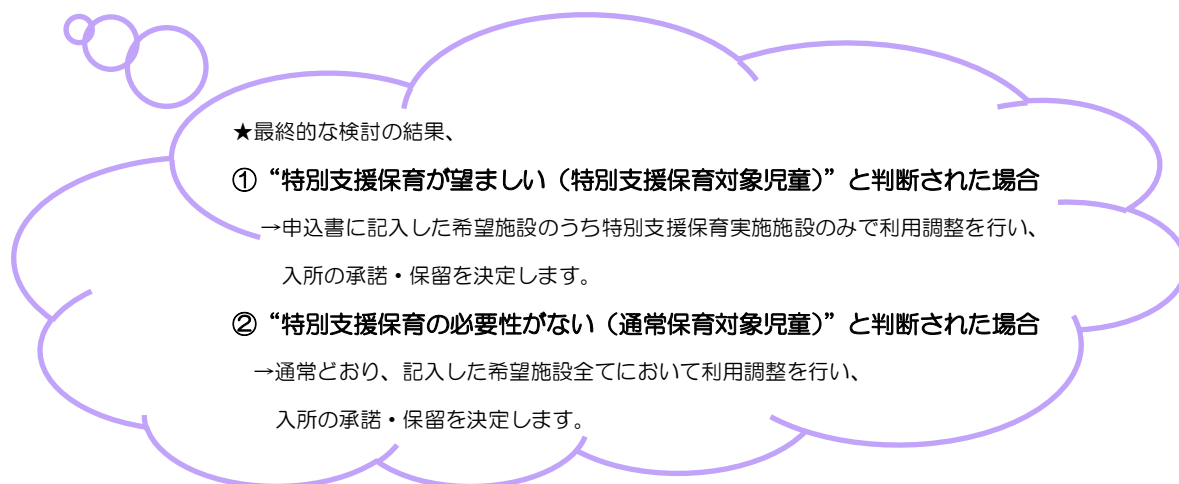 ★最終的な検討の結果、
①“特別支援保育が望ましい（特別支援保育対象児童）”と判断された場合
→申込書に記入した希望施設のうち特別支援保育実施施設のみで利用調整を行い、
入所の承諾・保留を決定します。
②“特別支援保育の必要性がない（通常保育対象児童）”と判断された場合
→通常どおり、記入した希望施設全てにおいて利用調整を行い、
入所の承諾・保留を決定します。